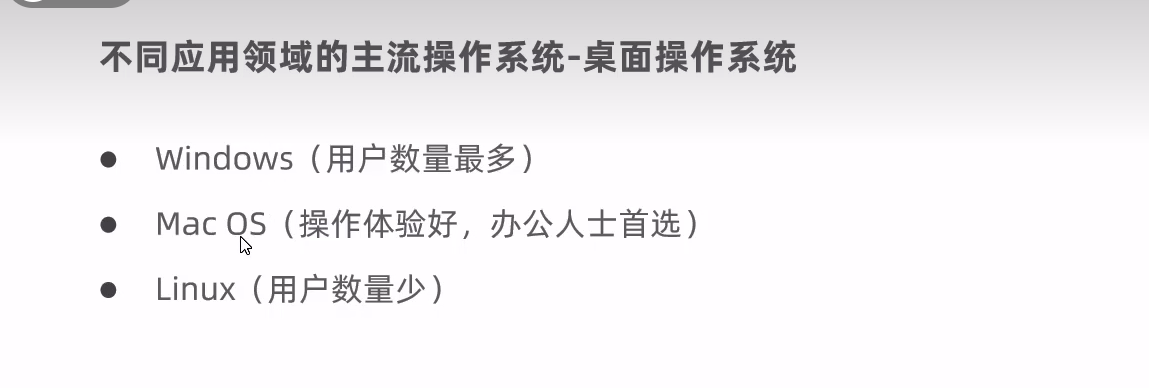 不同应用领域的主流操作系统-桌面操作系统
● Windows（用户数量最多）
● Mac OS（操作体验好，办公人士首选）
● Linux（用户数量少）